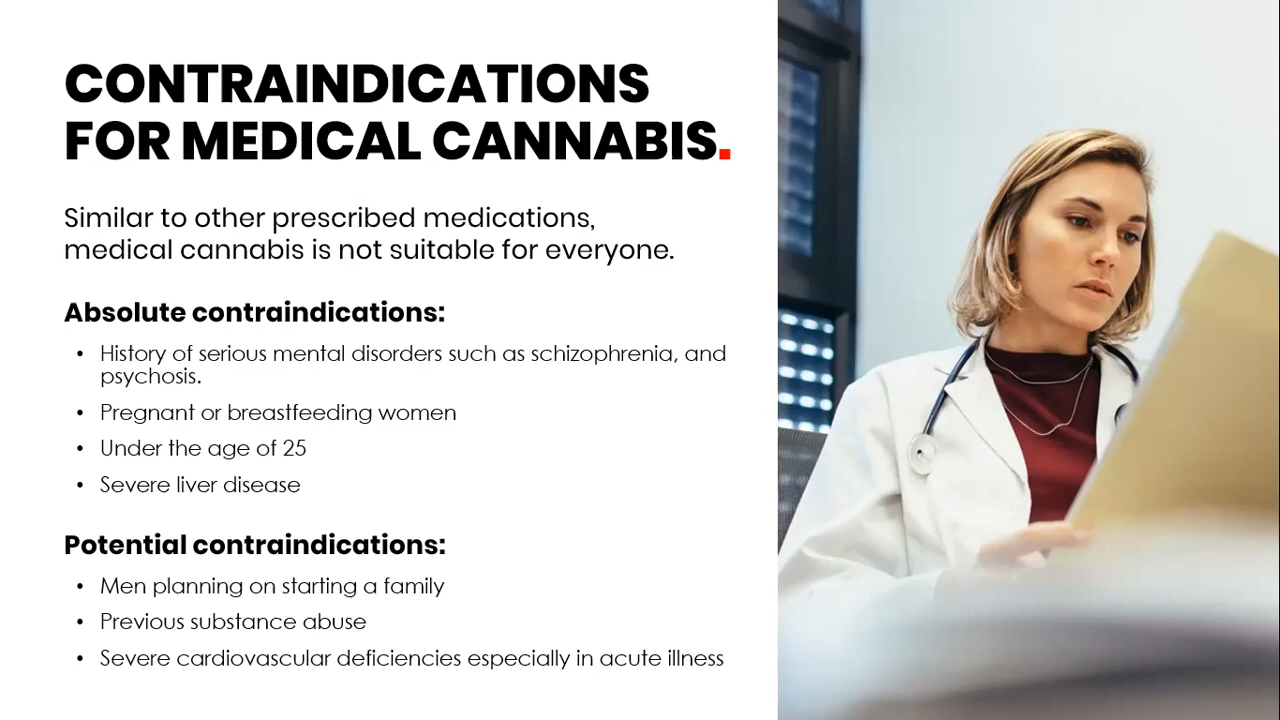 CONTRAINDICATIONS
FOR MEDICAL CANNABIS.
Similar to other prescribed medications,
medical cannabis is not suitable for everyone.
Absolute contraindications:
• History of serious mental disorders such as schizophrenia, and
psychosis.
• Pregnant or breastfeeding women
• Under the age of 25
• Severe liver disease
Potential contraindications:
• Men planning on starting a family
• Previous substance abuse
• Severe cardiovascular deficiencies especially in acute illness